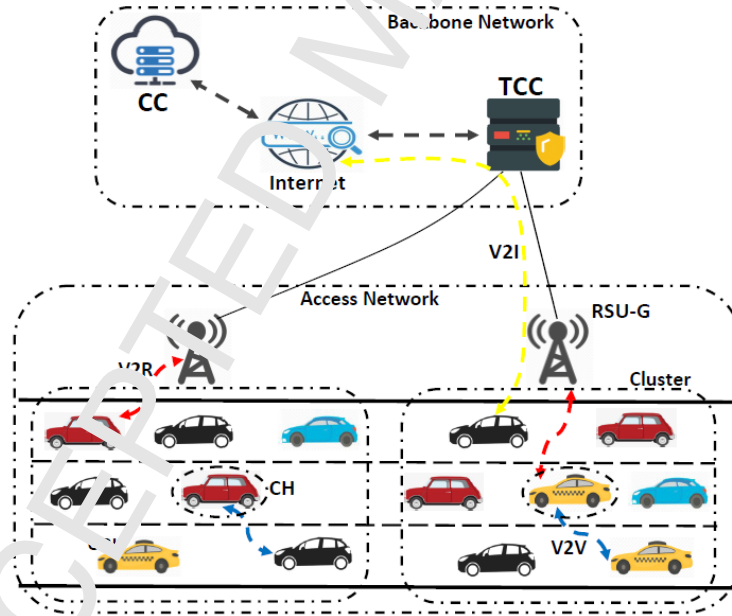 Backbone Network
CC
TCC
Internet
V2I
Access Network
RSU-G
V2R
Cluster
CH
V2V